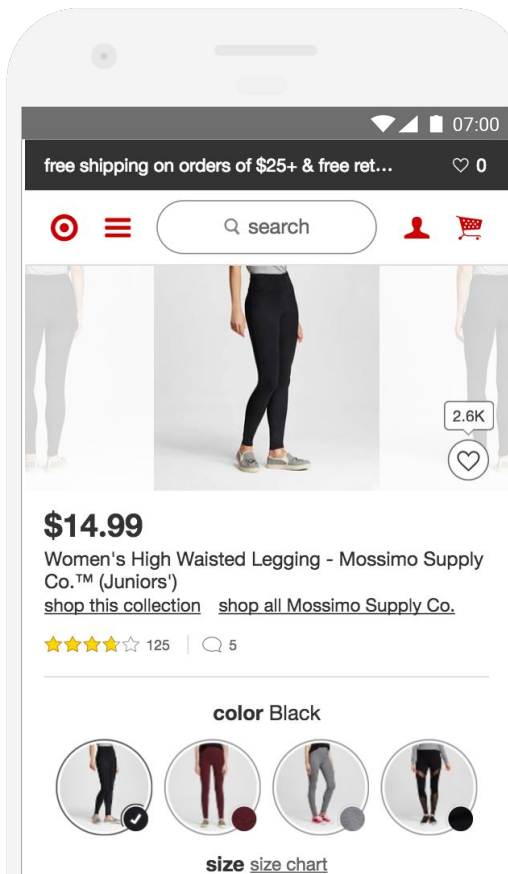 07:00
free shipping on orders of $25+ & free ret...
0
search
2.6K
$14.99
Women's High Waisted Legging - Mossimo Supply
Co.™ (Juniors')
shop this collection shop all Mossimo Supply Co.
125 5
color Black
size size chart